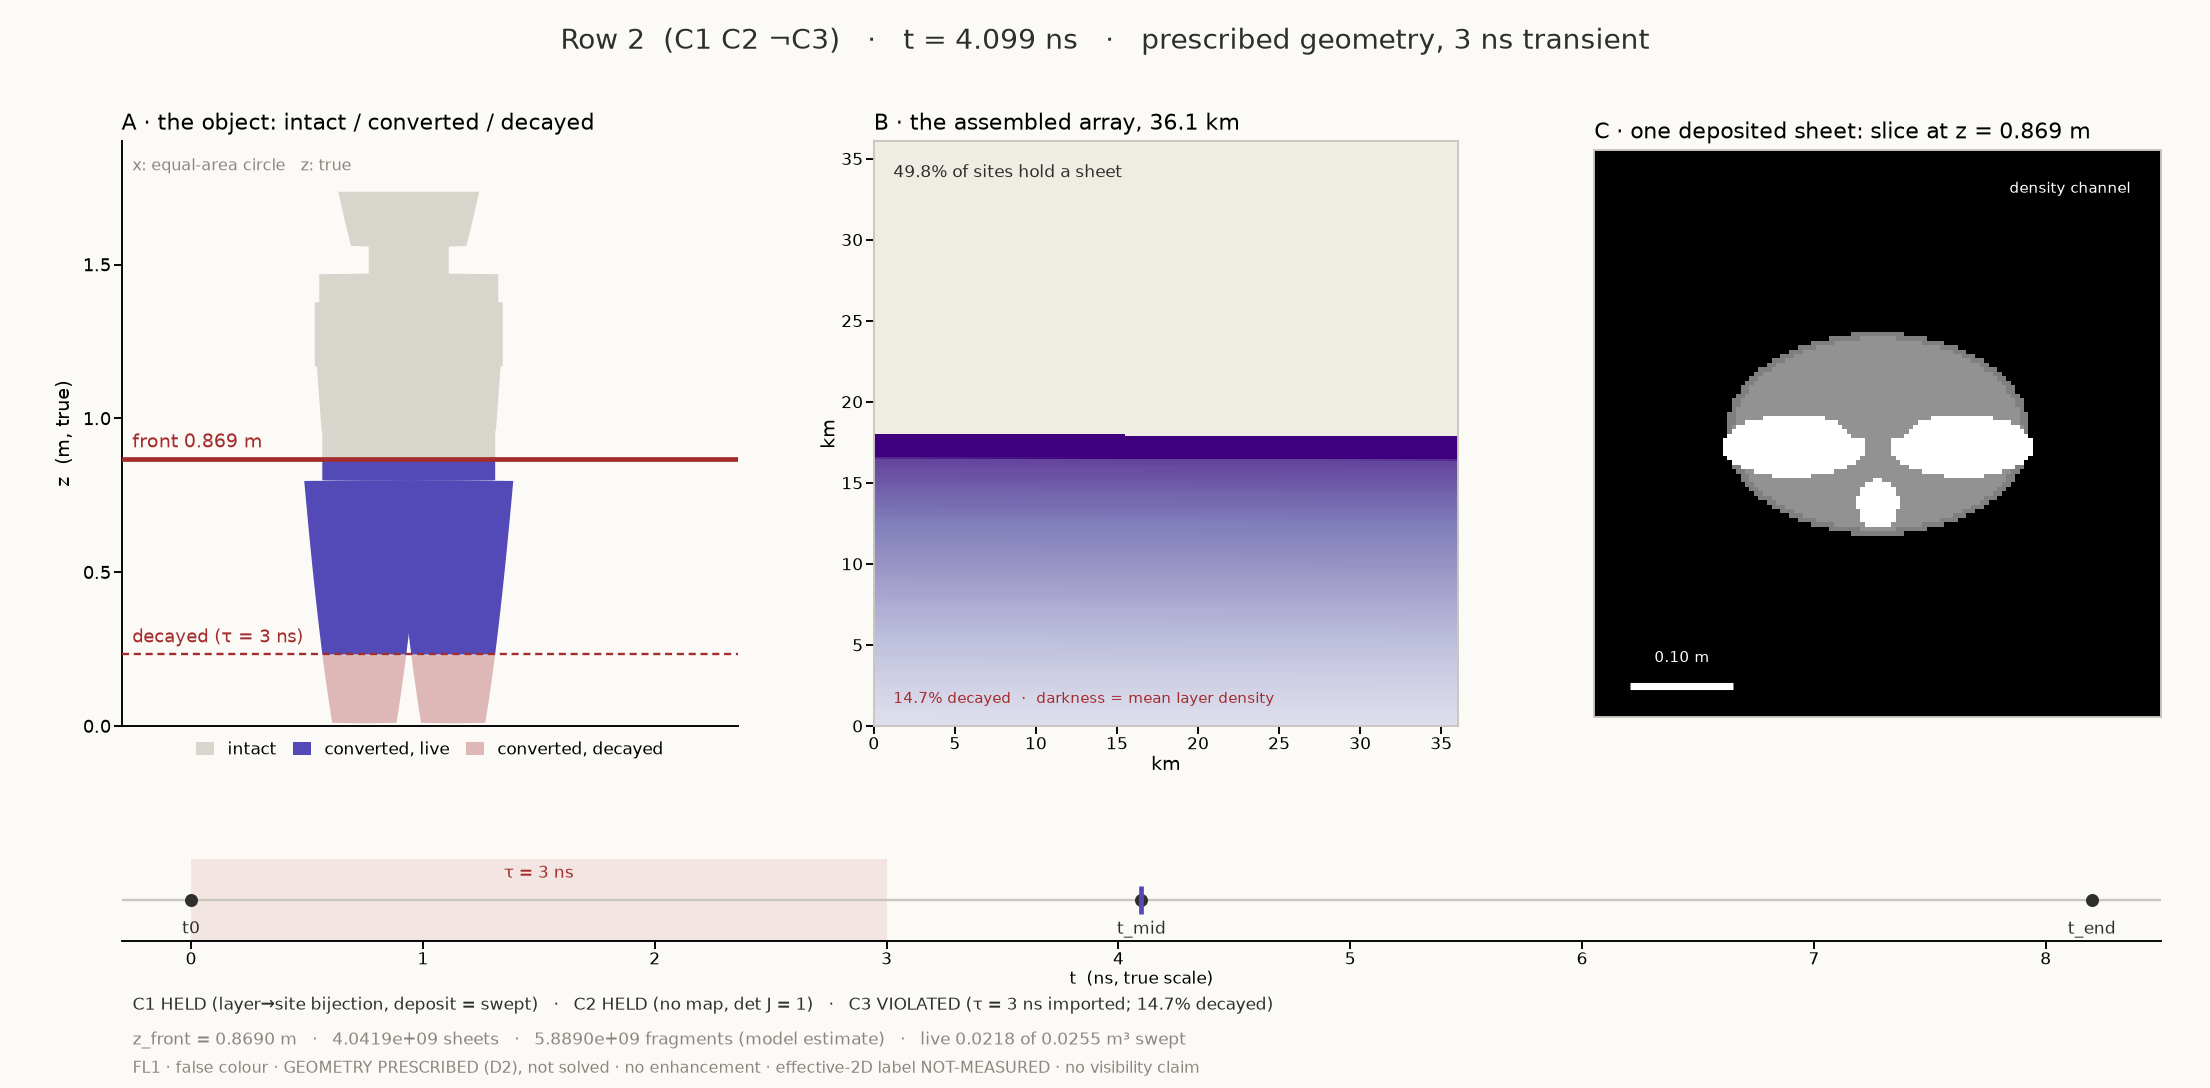 Row 2 (C1 C2 ¬C3) · t = 4.099 ns · prescribed geometry, 3 ns transient
A · the object: intact / converted / decayed
x: equal-area circle z: true
1.5
1.0
0.5
0.0
z (m, true)
front 0.869 m
decayed (τ = 3 ns)
intact
converted, live
converted, decayed
B · the assembled array, 36.1 km
49.8% of sites hold a sheet
35
30
25
20
15
10
5
0
km
14.7% decayed · darkness = mean layer density
0 5 10 15 20 25 30 35
km
C · one deposited sheet: slice at z = 0.869 m
density channel
0.10 m
τ = 3 ns
t0
t_mid
t_end
0 1 2 3 4 5 6 7 8
t (ns, true scale)
C1 HELD (layer→site bijection, deposit = swept) · C2 HELD (no map, det J = 1) · C3 VIOLATED (τ = 3 ns imported; 14.7% decayed)
z_front = 0.8690 m · 4.0419e+09 sheets · 5.8890e+09 fragments (model estimate) · live 0.0218 of 0.0255 m³ swept
FL1 · false colour · GEOMETRY PRESCRIBED (D2), not solved · no enhancement · effective-2D label NOT-MEASURED · no visibility claim